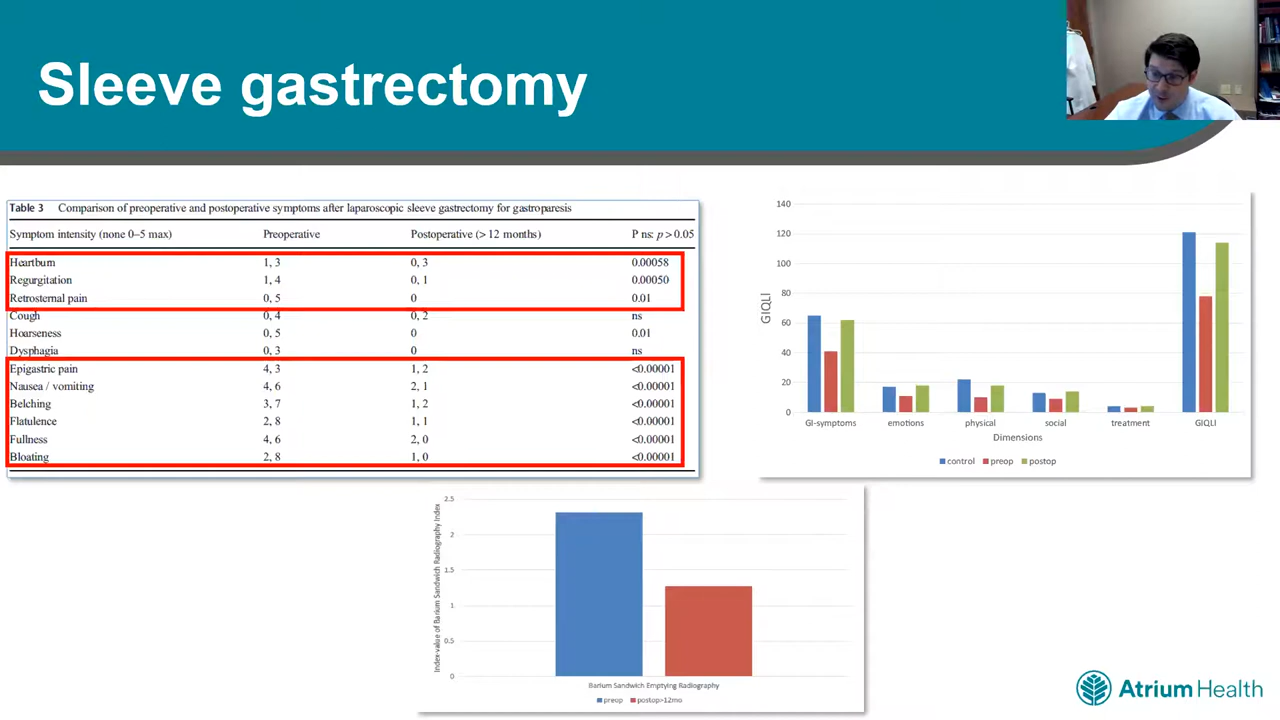 Sleeve gastrectomy
Table 3 Comparison of preoperative and postoperative symptoms after laparoscopic sleeve gastrectomy for gastroparesis
Symptom intensity (none 0–5 max) Preoperative Postoperative (> 12 months) P ns: p > 0.05
Heartburn 1, 3 0, 3 0.00058
Regurgitation 1, 4 0, 1 0.00050
Retrosternal pain 0, 5 0 0.01
Cough 0, 4 0, 2 ns
Hoarseness 0, 5 0 0.01
Dysphagia 0, 3 0 ns
Epigastric pain 4, 3 1, 2 <0.00001
Nausea / vomiting 4, 6 2, 1 <0.00001
Belching 3, 7 1, 2 <0.00001
Flatulence 2, 8 1, 1 <0.00001
Fullness 4, 6 2, 0 <0.00001
Bloating 2, 8 1, 0 <0.00001
140
120
100
80
60
40
20
0
GIQLI
GI-symptoms emotions physical social treatment GIQLI
Dimensions
control preop postop
2.5
2
1.5
1
0.5
0
Index-value of Barium Sandwich Radiography Index
Barium Sandwich Emptying Radiography
preop postop>12mo
Atrium Health